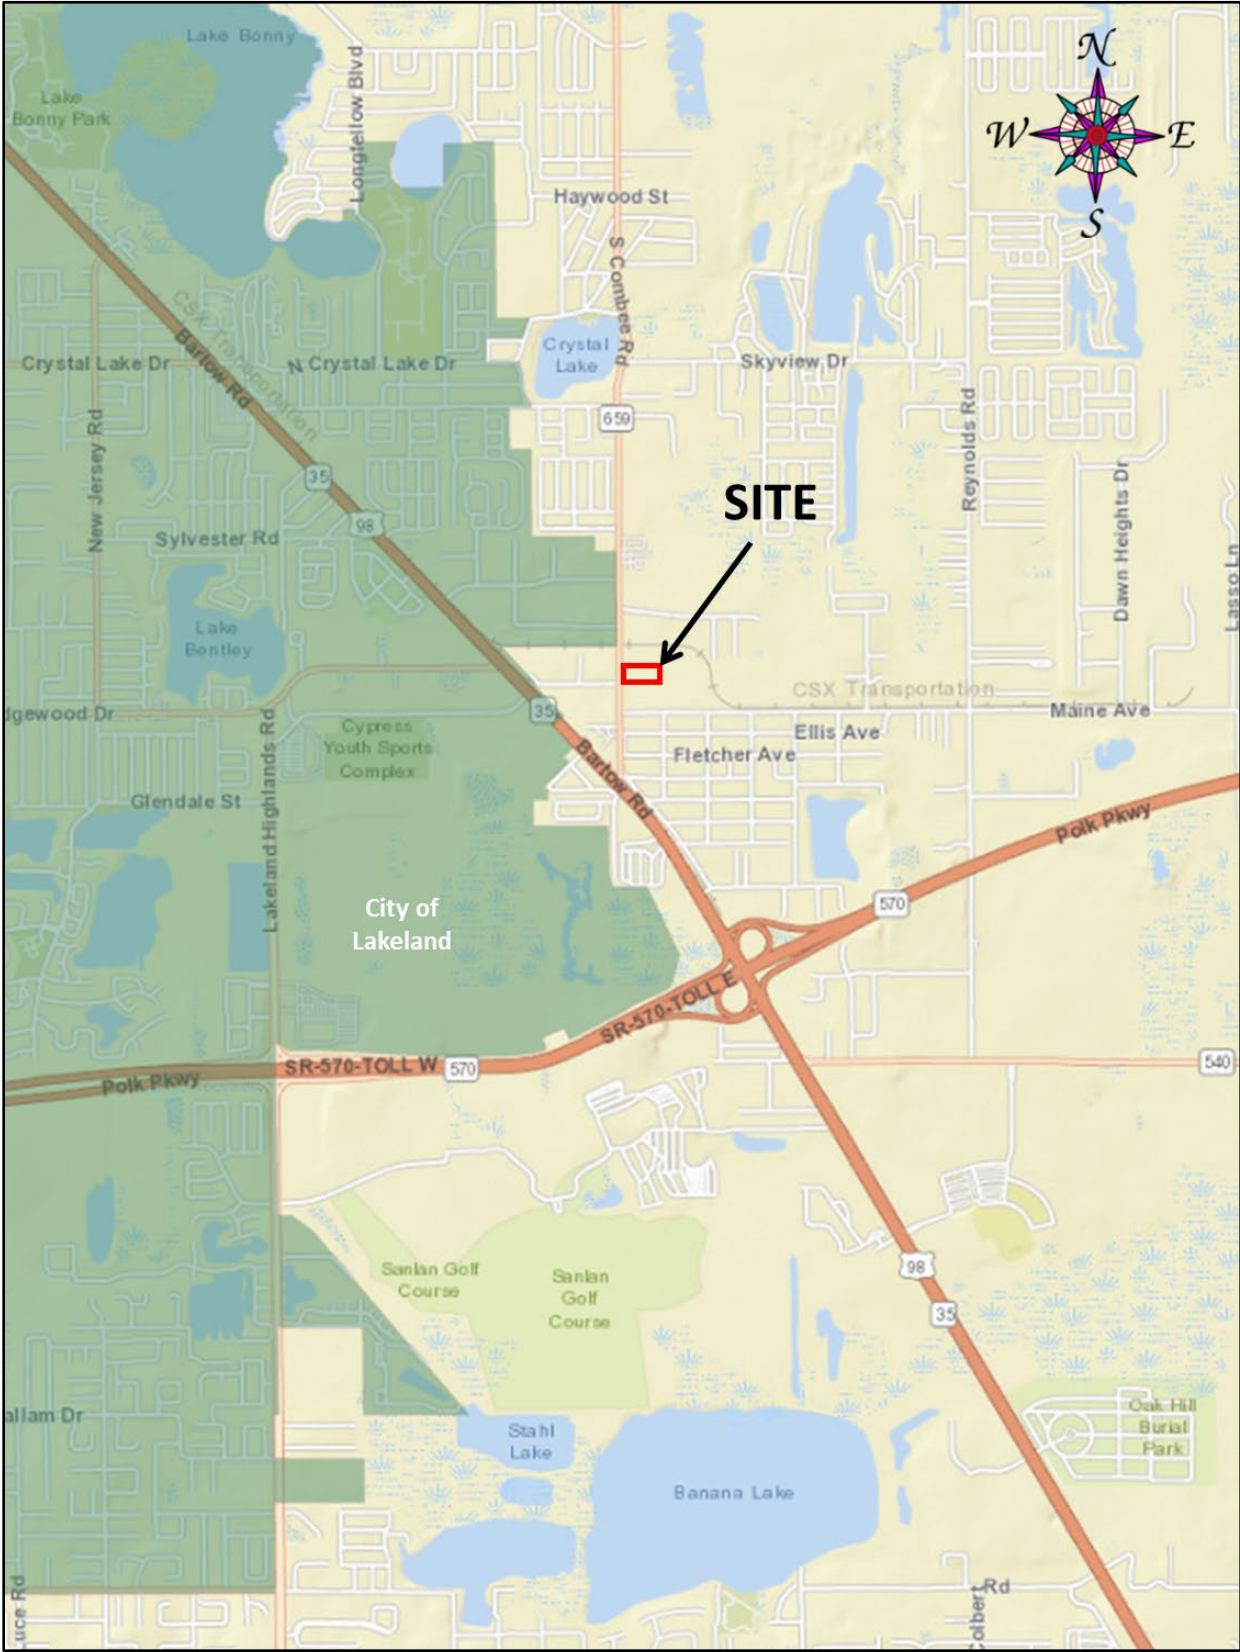 Lake Bonny
Lake
Bonny Park
Longfellow Blvd
N
W
E
S
Haywood St
S Combee Rd
CSX Transportation
Bartow Rd
Crystal Lake Dr
N Crystal Lake Dr
Crystal
Lake
Skyview Dr
659
New Jersey Rd
Reynolds Rd
35
SITE
98
Sylvester Rd
Dawn Heights Dr
Lasso Ln
Lake
Bentley
CSX Transportation
dgewood Dr
35
Maine Ave
Lakeland Highlands Rd
Cypress
Youth Sports
Complex
Ellis Ave
Fletcher Ave
Bartow Rd
Glendale St
Polk Pkwy
570
City of
Lakeland
SR-570-TOLL E
SR-570-TOLL W
570
540
Polk Pkwy
Sanlan Golf
Course
Sanlan
Golf
Course
98
35
allam Dr
Oak Hill
Burial
Park
Stahl
Lake
Banana Lake
uce Rd
Rd
Colbert